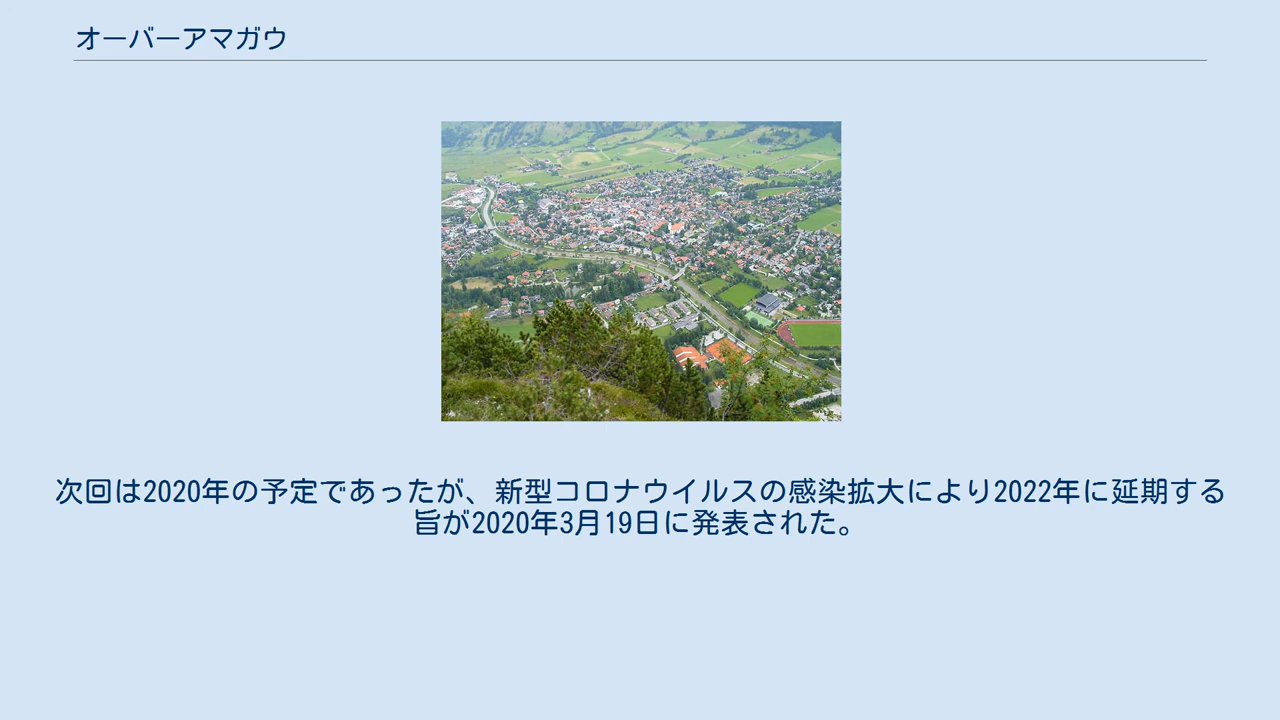 オーバーアマガウ
次回は2020年の予定であったが、新型コロナウイルスの感染拡大により2022年に延期する
旨が2020年3月19日に発表された。